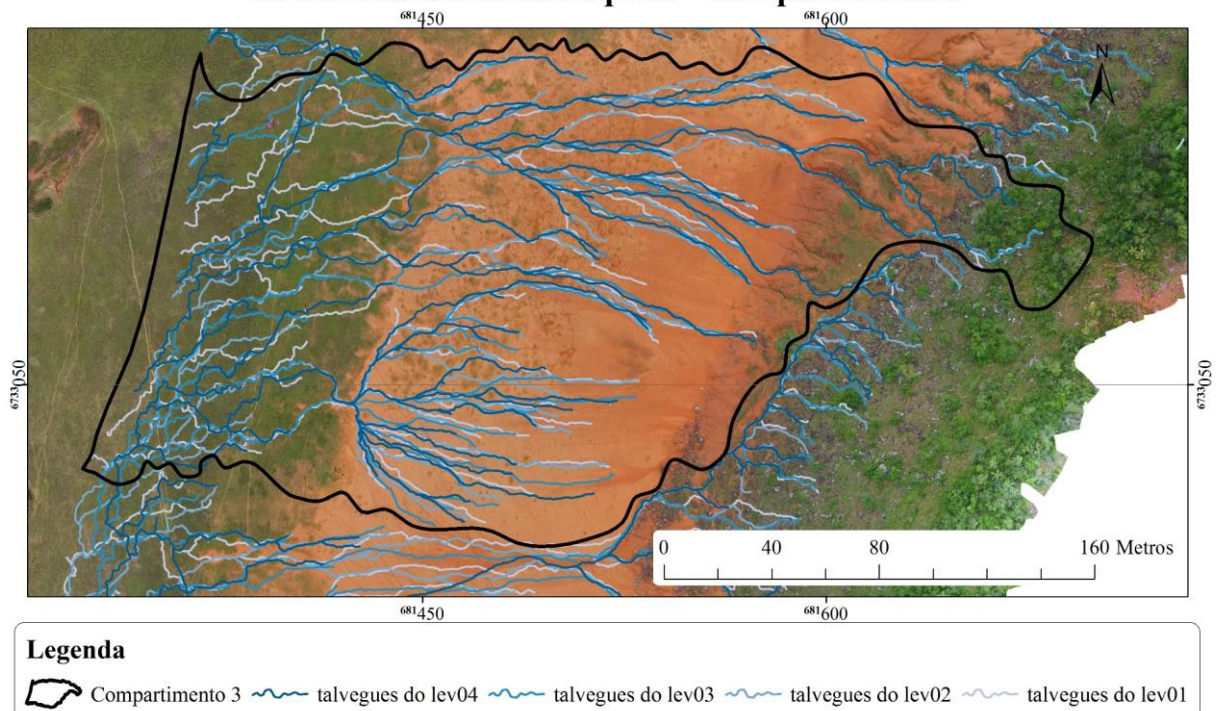 681450 681600
N
6733050 6733050
0 40 80 160 Metros
681450 681600
Legenda
Compartimento 3 talvegues do lev04 talvegues do lev03 talvegues do lev02 talvegues do lev01